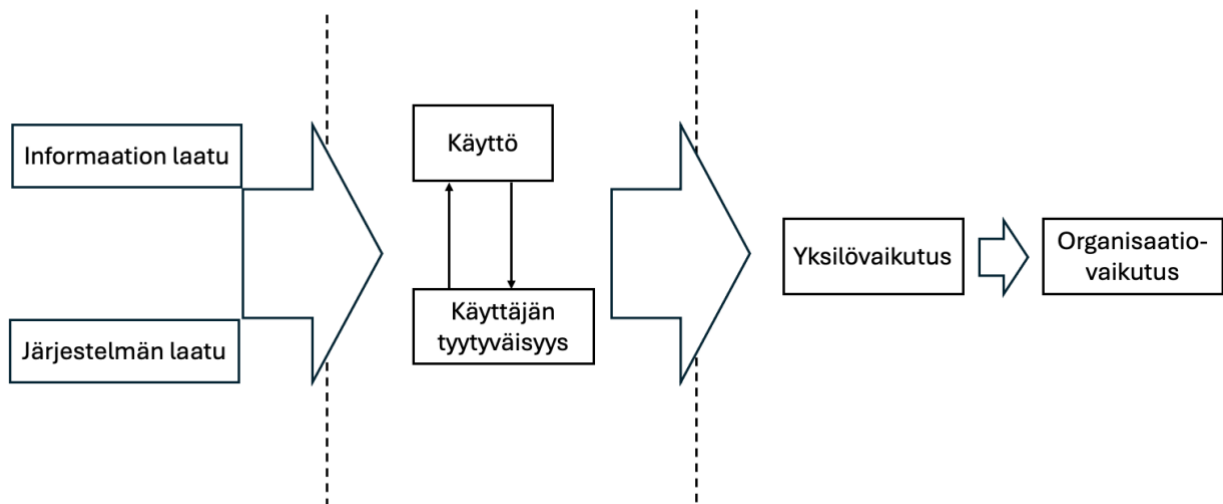 Informaation laatu
Järjestelmän laatu
Käyttö
Käyttäjän
tyytyväisyys
Yksilövaikutus
Organisaatio-
vaikutus